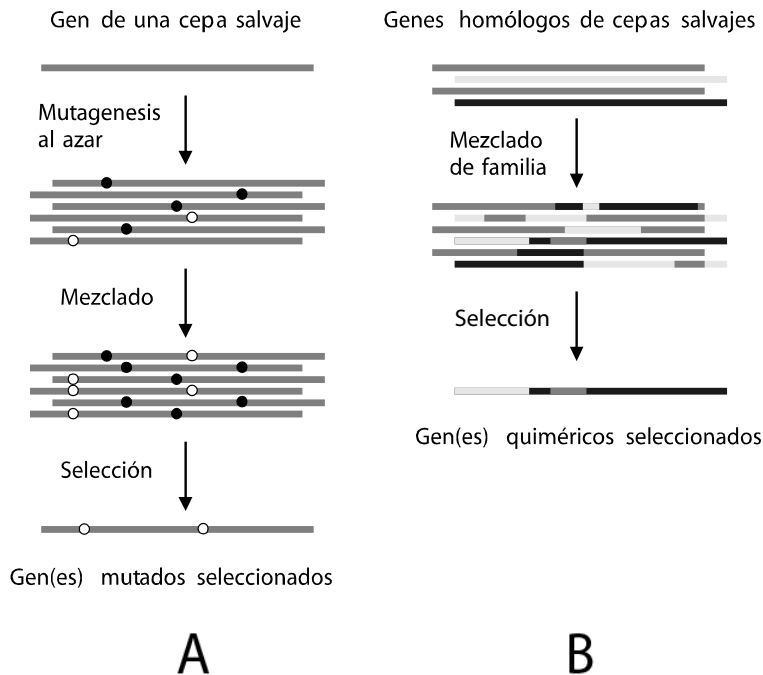 Gen de una cepa salvaje
Mutagenesis
al azar
Mezclado
Selección
Gen(es) mutados seleccionados
A
Genes homólogos de cepas salvajes
Mezclado
de familia
Selección
Gen(es) quiméricos seleccionados
B